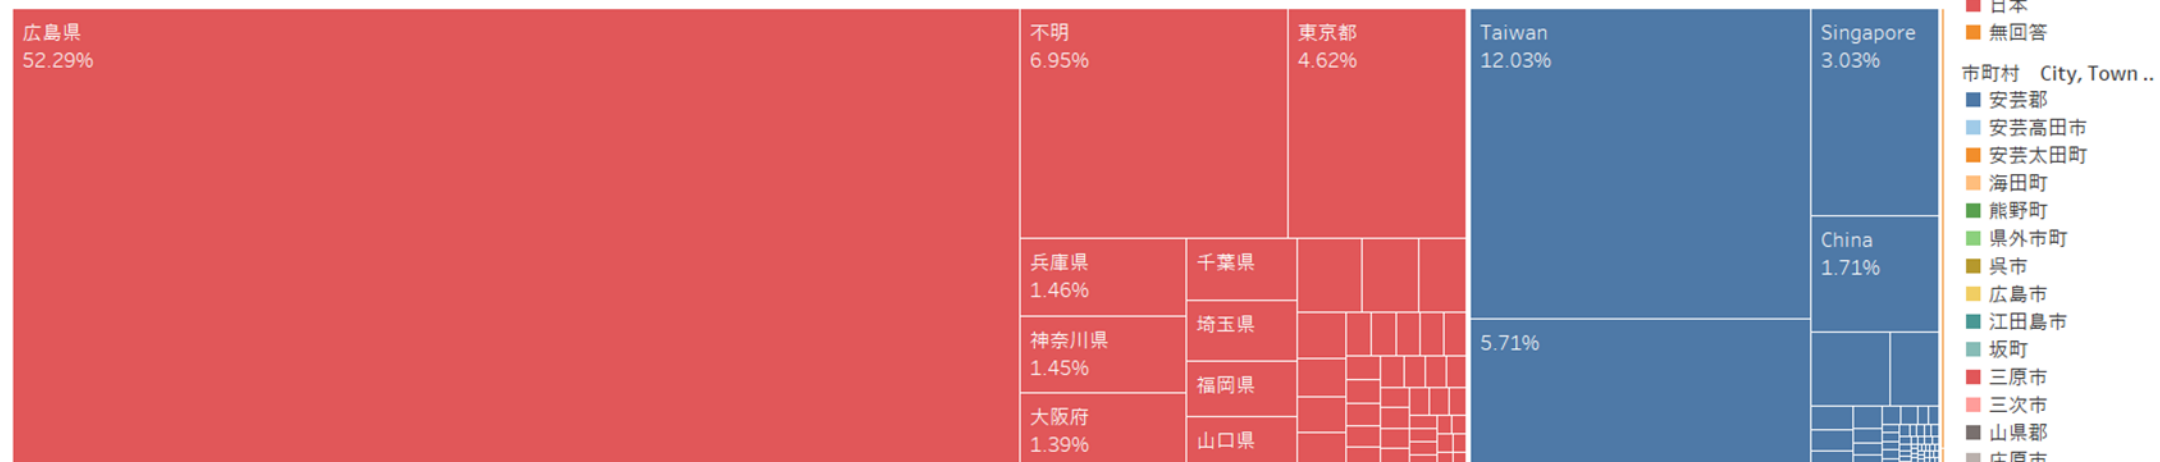 広島県
52.29%
不明
6.95%
東京都
4.62%
兵庫県
1.46%
神奈川県
1.45%
大阪府
1.39%
千葉県
埼玉県
福岡県
山口県
Taiwan
12.03%
5.71%
Singapore
3.03%
China
1.71%
日本
無回答
市町村 City, Town ..
安芸郡
安芸高田市
安芸太田町
海田町
熊野町
県外市町
呉市
広島市
江田島市
坂町
三原市
三次市
山県郡
庄原市